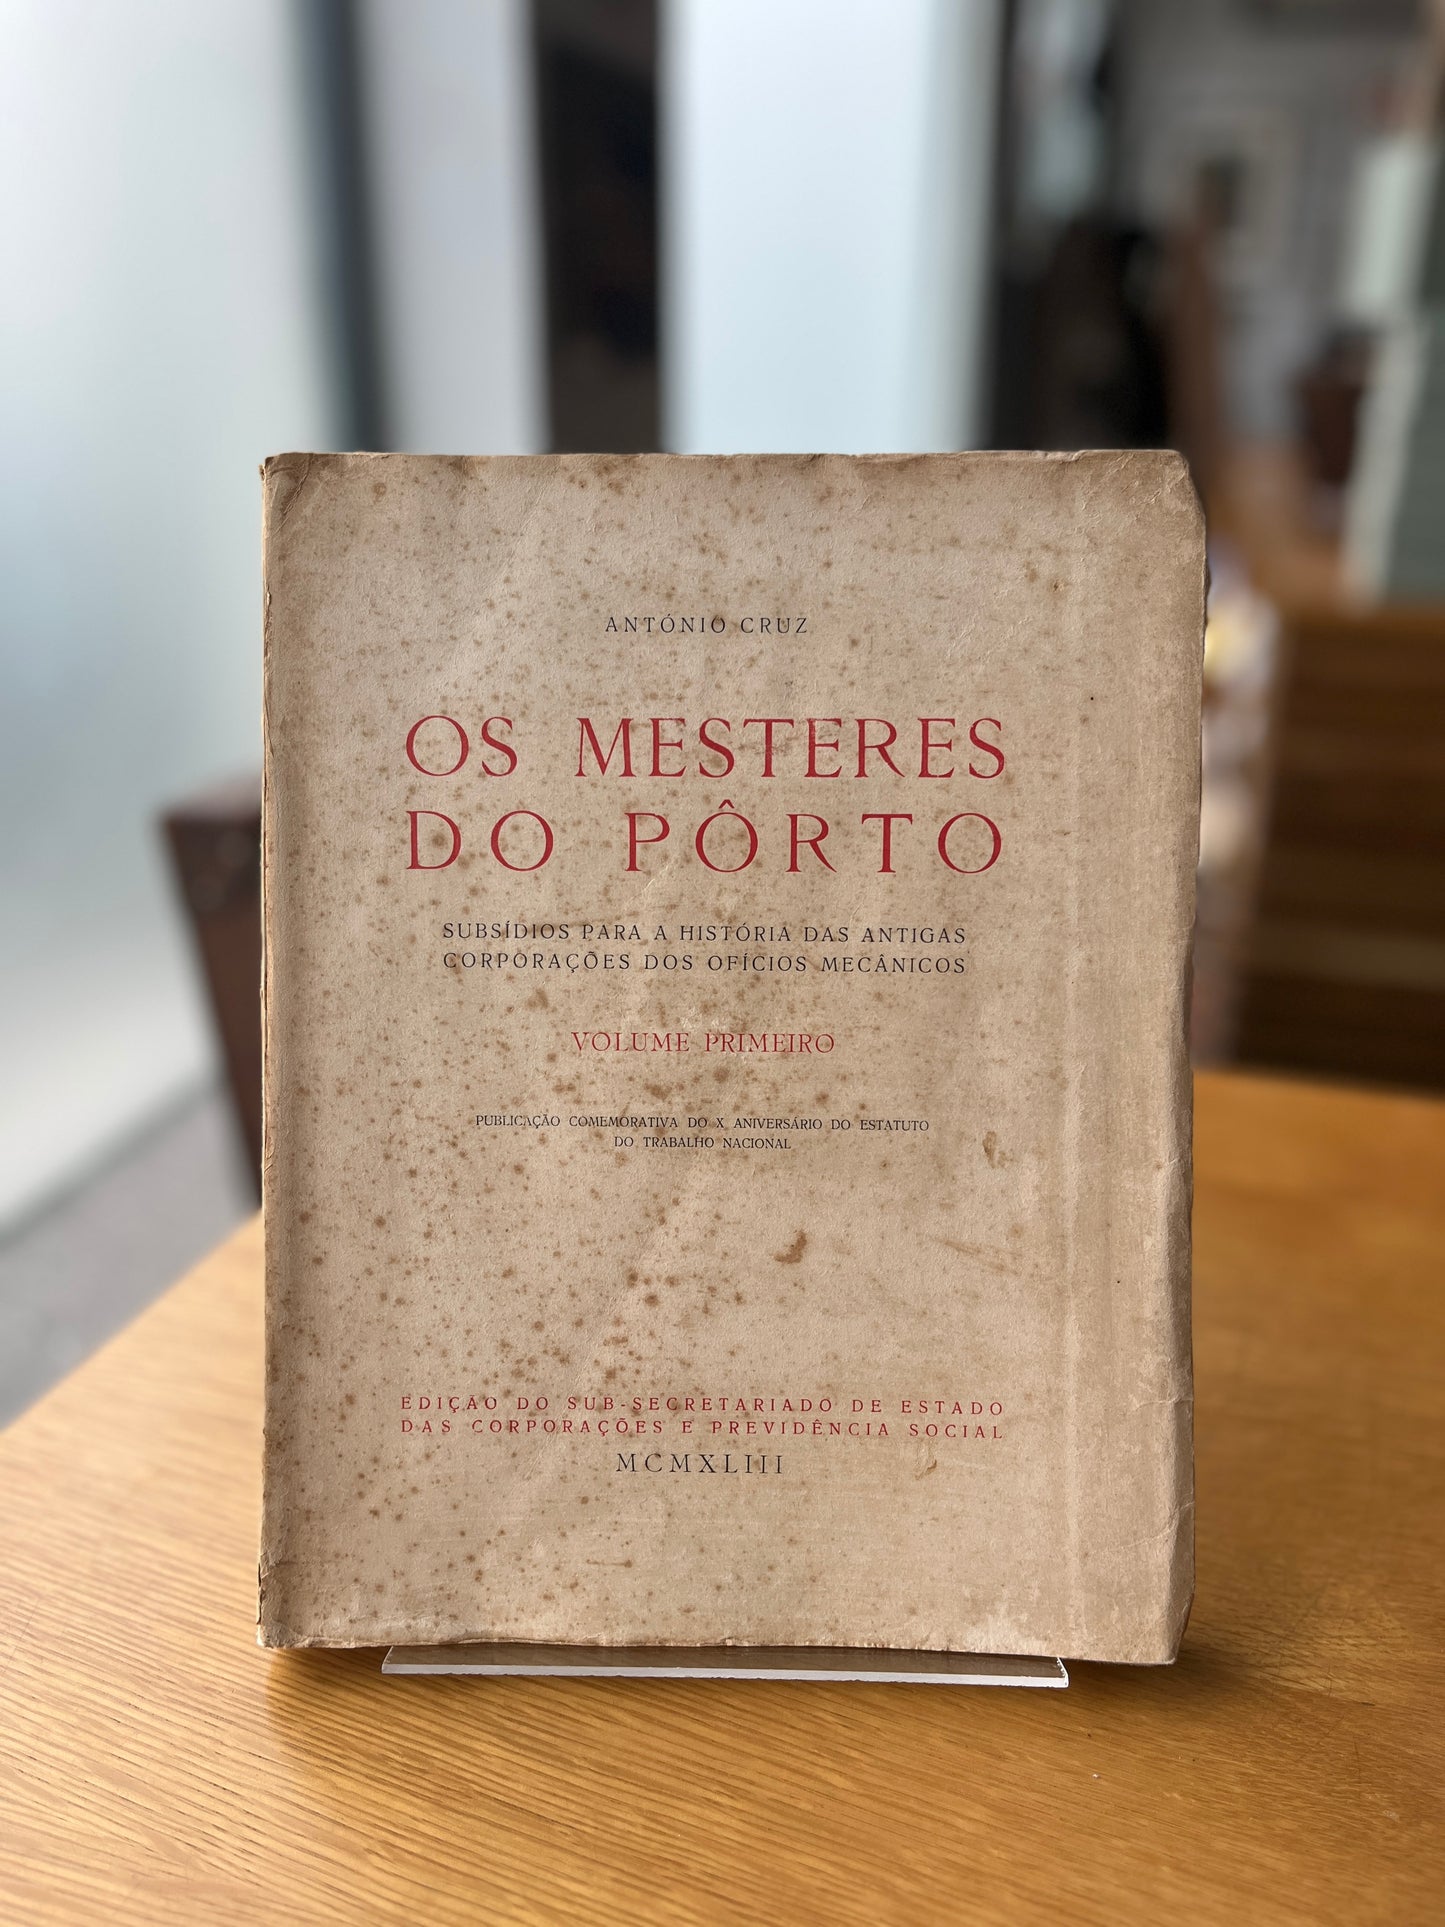 ANTÓNIO CRUZ
OS MESTERES
DO PÔRTO
SUBSÍDIOS PARA A HISTÓRIA DAS ANTIGAS
CORPORAÇÕES DOS OFÍCIOS MECÂNICOS
VOLUME PRIMEIRO
PUBLICAÇÃO COMEMORATIVA DO X ANIVERSÁRIO DO ESTATUTO
DO TRABALHO NACIONAL
EDIÇÃO DO SUB-SECRETARIADO DE ESTADO
DAS CORPORAÇÕES E PREVIDÊNCIA SOCIAL
MCMXLIII